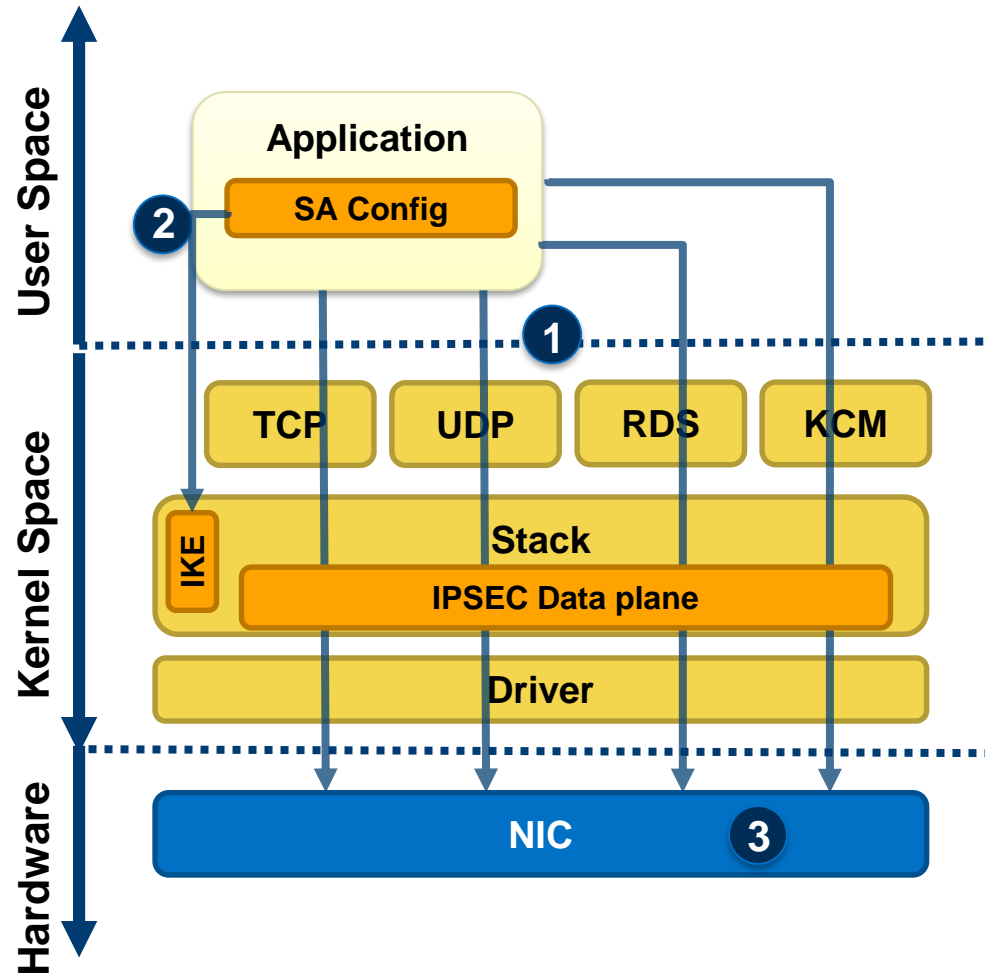 User Space
Application
SA Config
2
1
Kernel Space
TCP
UDP
RDS
KCM
Stack
IKE
IPSEC Data plane
Driver
Hardware
NIC
3